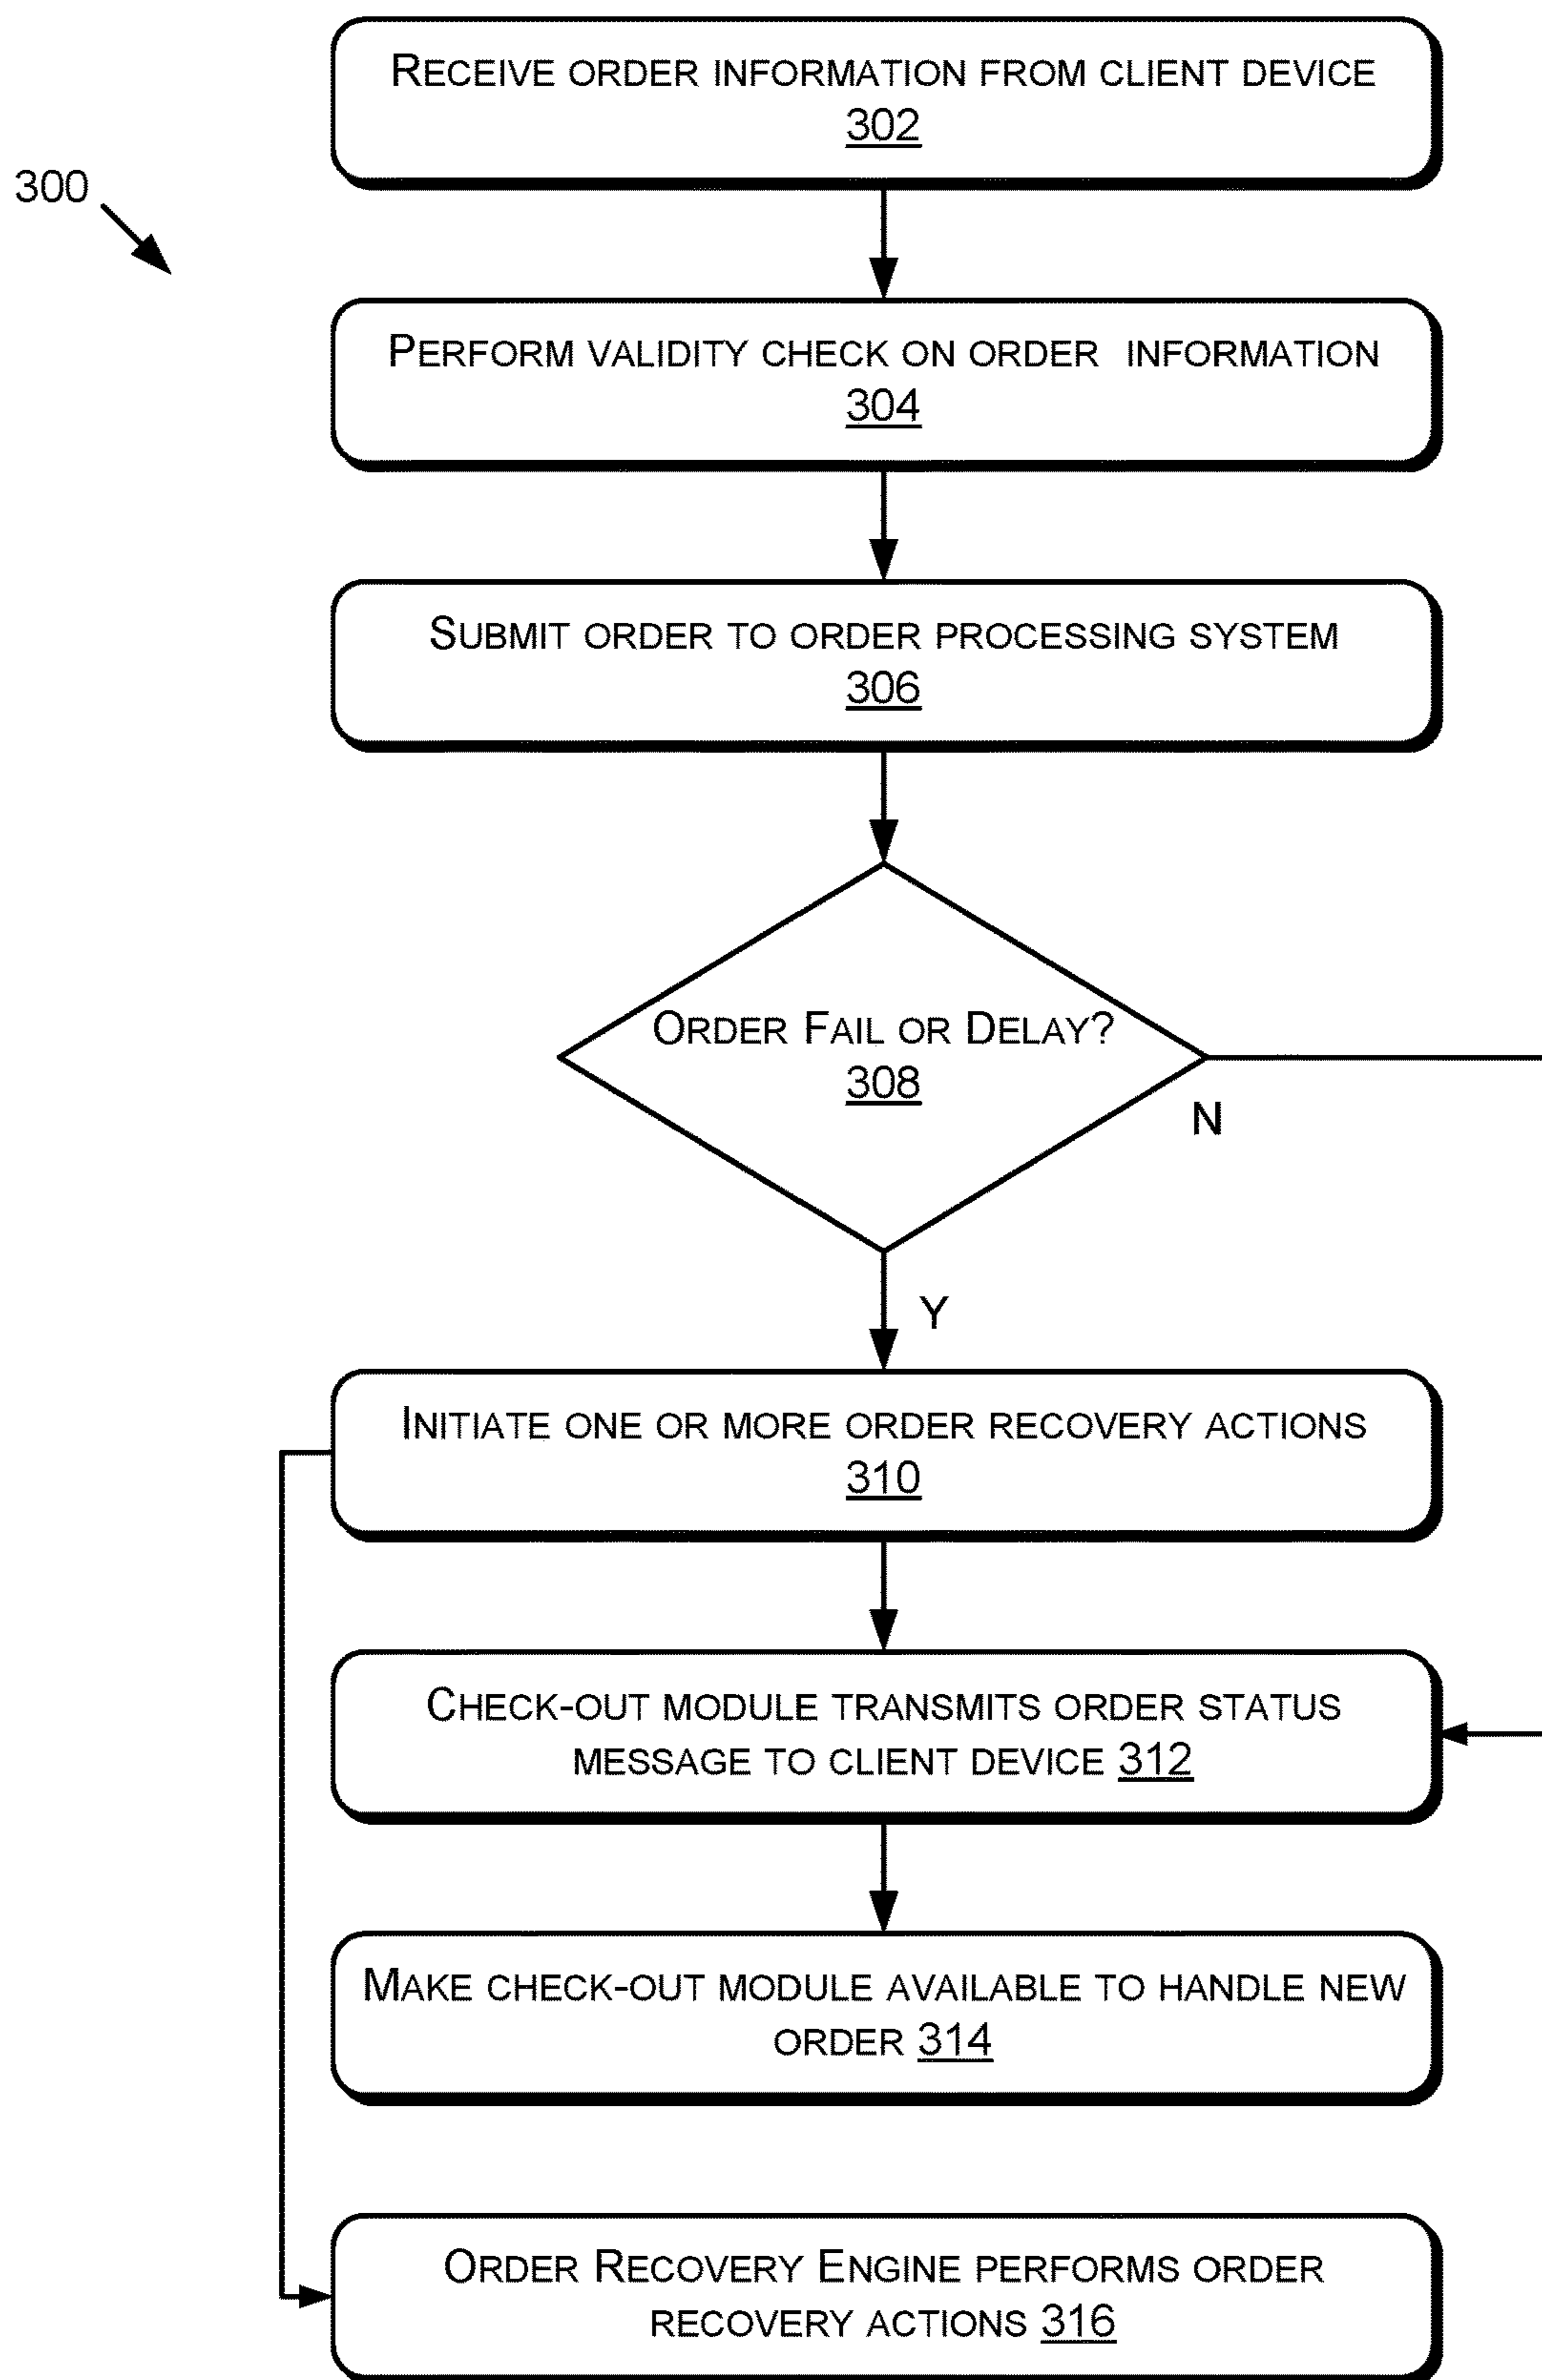 RECEIVE ORDER INFORMATION FROM CLIENT DEVICE
302
300
PERFORM VALIDITY CHECK ON ORDER INFORMATION
304
SUBMIT ORDER TO ORDER PROCESSING SYSTEM
306
ORDER FAIL OR DELAY?
308
N
Y
INITIATE ONE OR MORE ORDER RECOVERY ACTIONS
310
CHECK-OUT MODULE TRANSMITS ORDER STATUS
MESSAGE TO CLIENT DEVICE 312
MAKE CHECK-OUT MODULE AVAILABLE TO HANDLE NEW
ORDER 314
ORDER RECOVERY ENGINE PERFORMS ORDER
RECOVERY ACTIONS 316